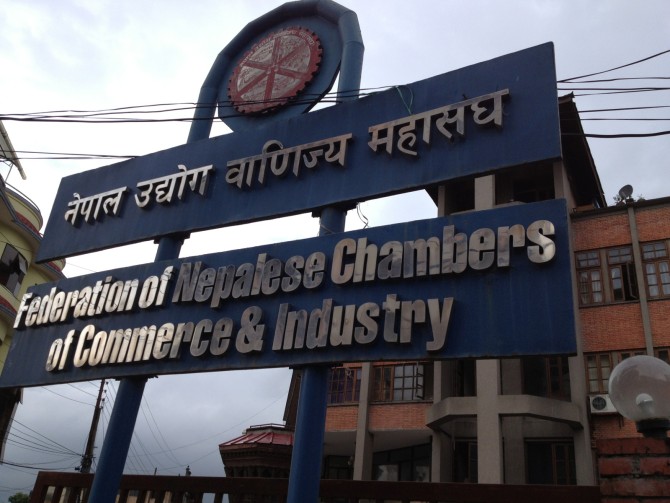 नेपाल उद्योग वाणिज्य महासघ
Federation of Nepalese Chambers
of Commerce & Industry